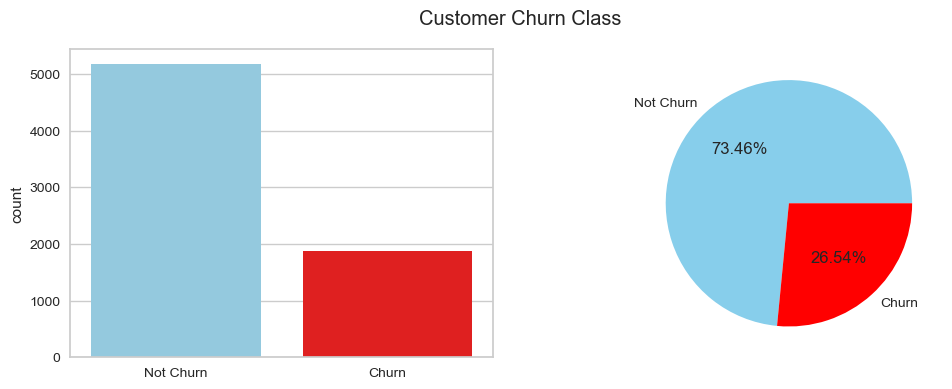 Customer Churn Class
5000
4000
3000
2000
1000
0
count
Not Churn
Churn
Not Churn
73.46%
26.54%
Churn